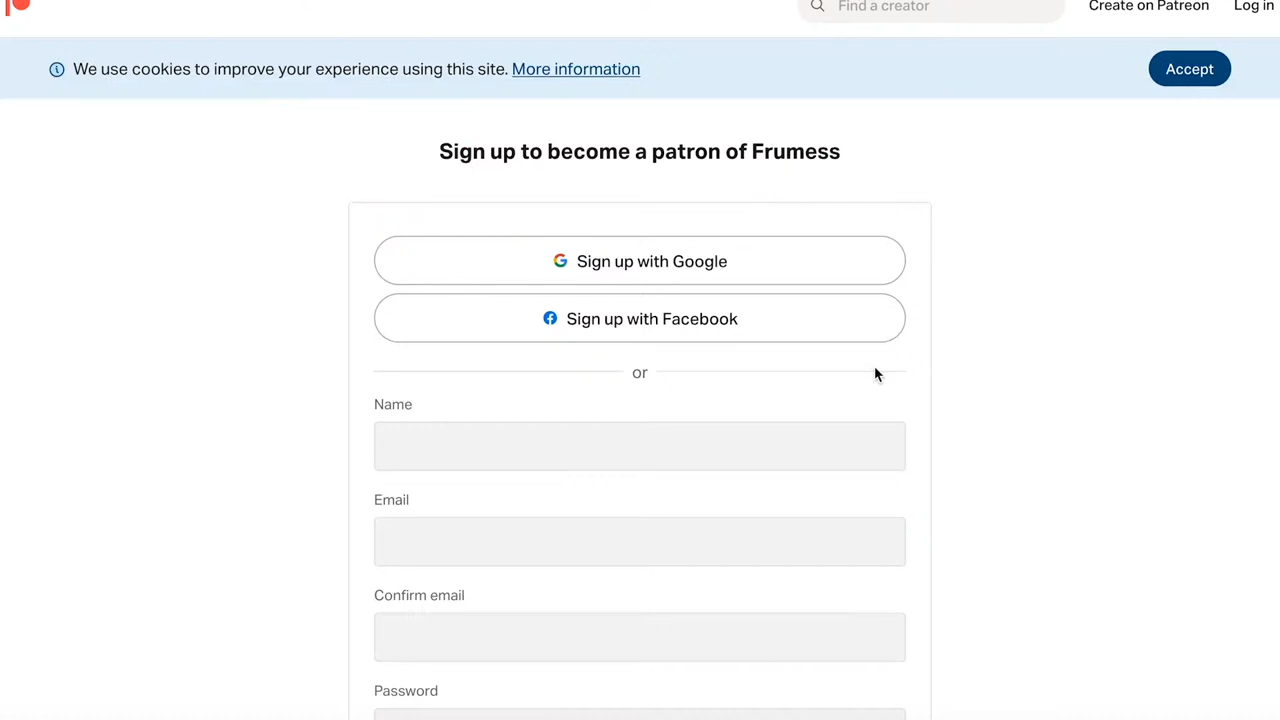 Find a creator
Create on Patreon
Log in
We use cookies to improve your experience using this site. More information
Accept
Sign up to become a patron of Frumess
Sign up with Google
Sign up with Facebook
or
Name
Email
Confirm email
Password